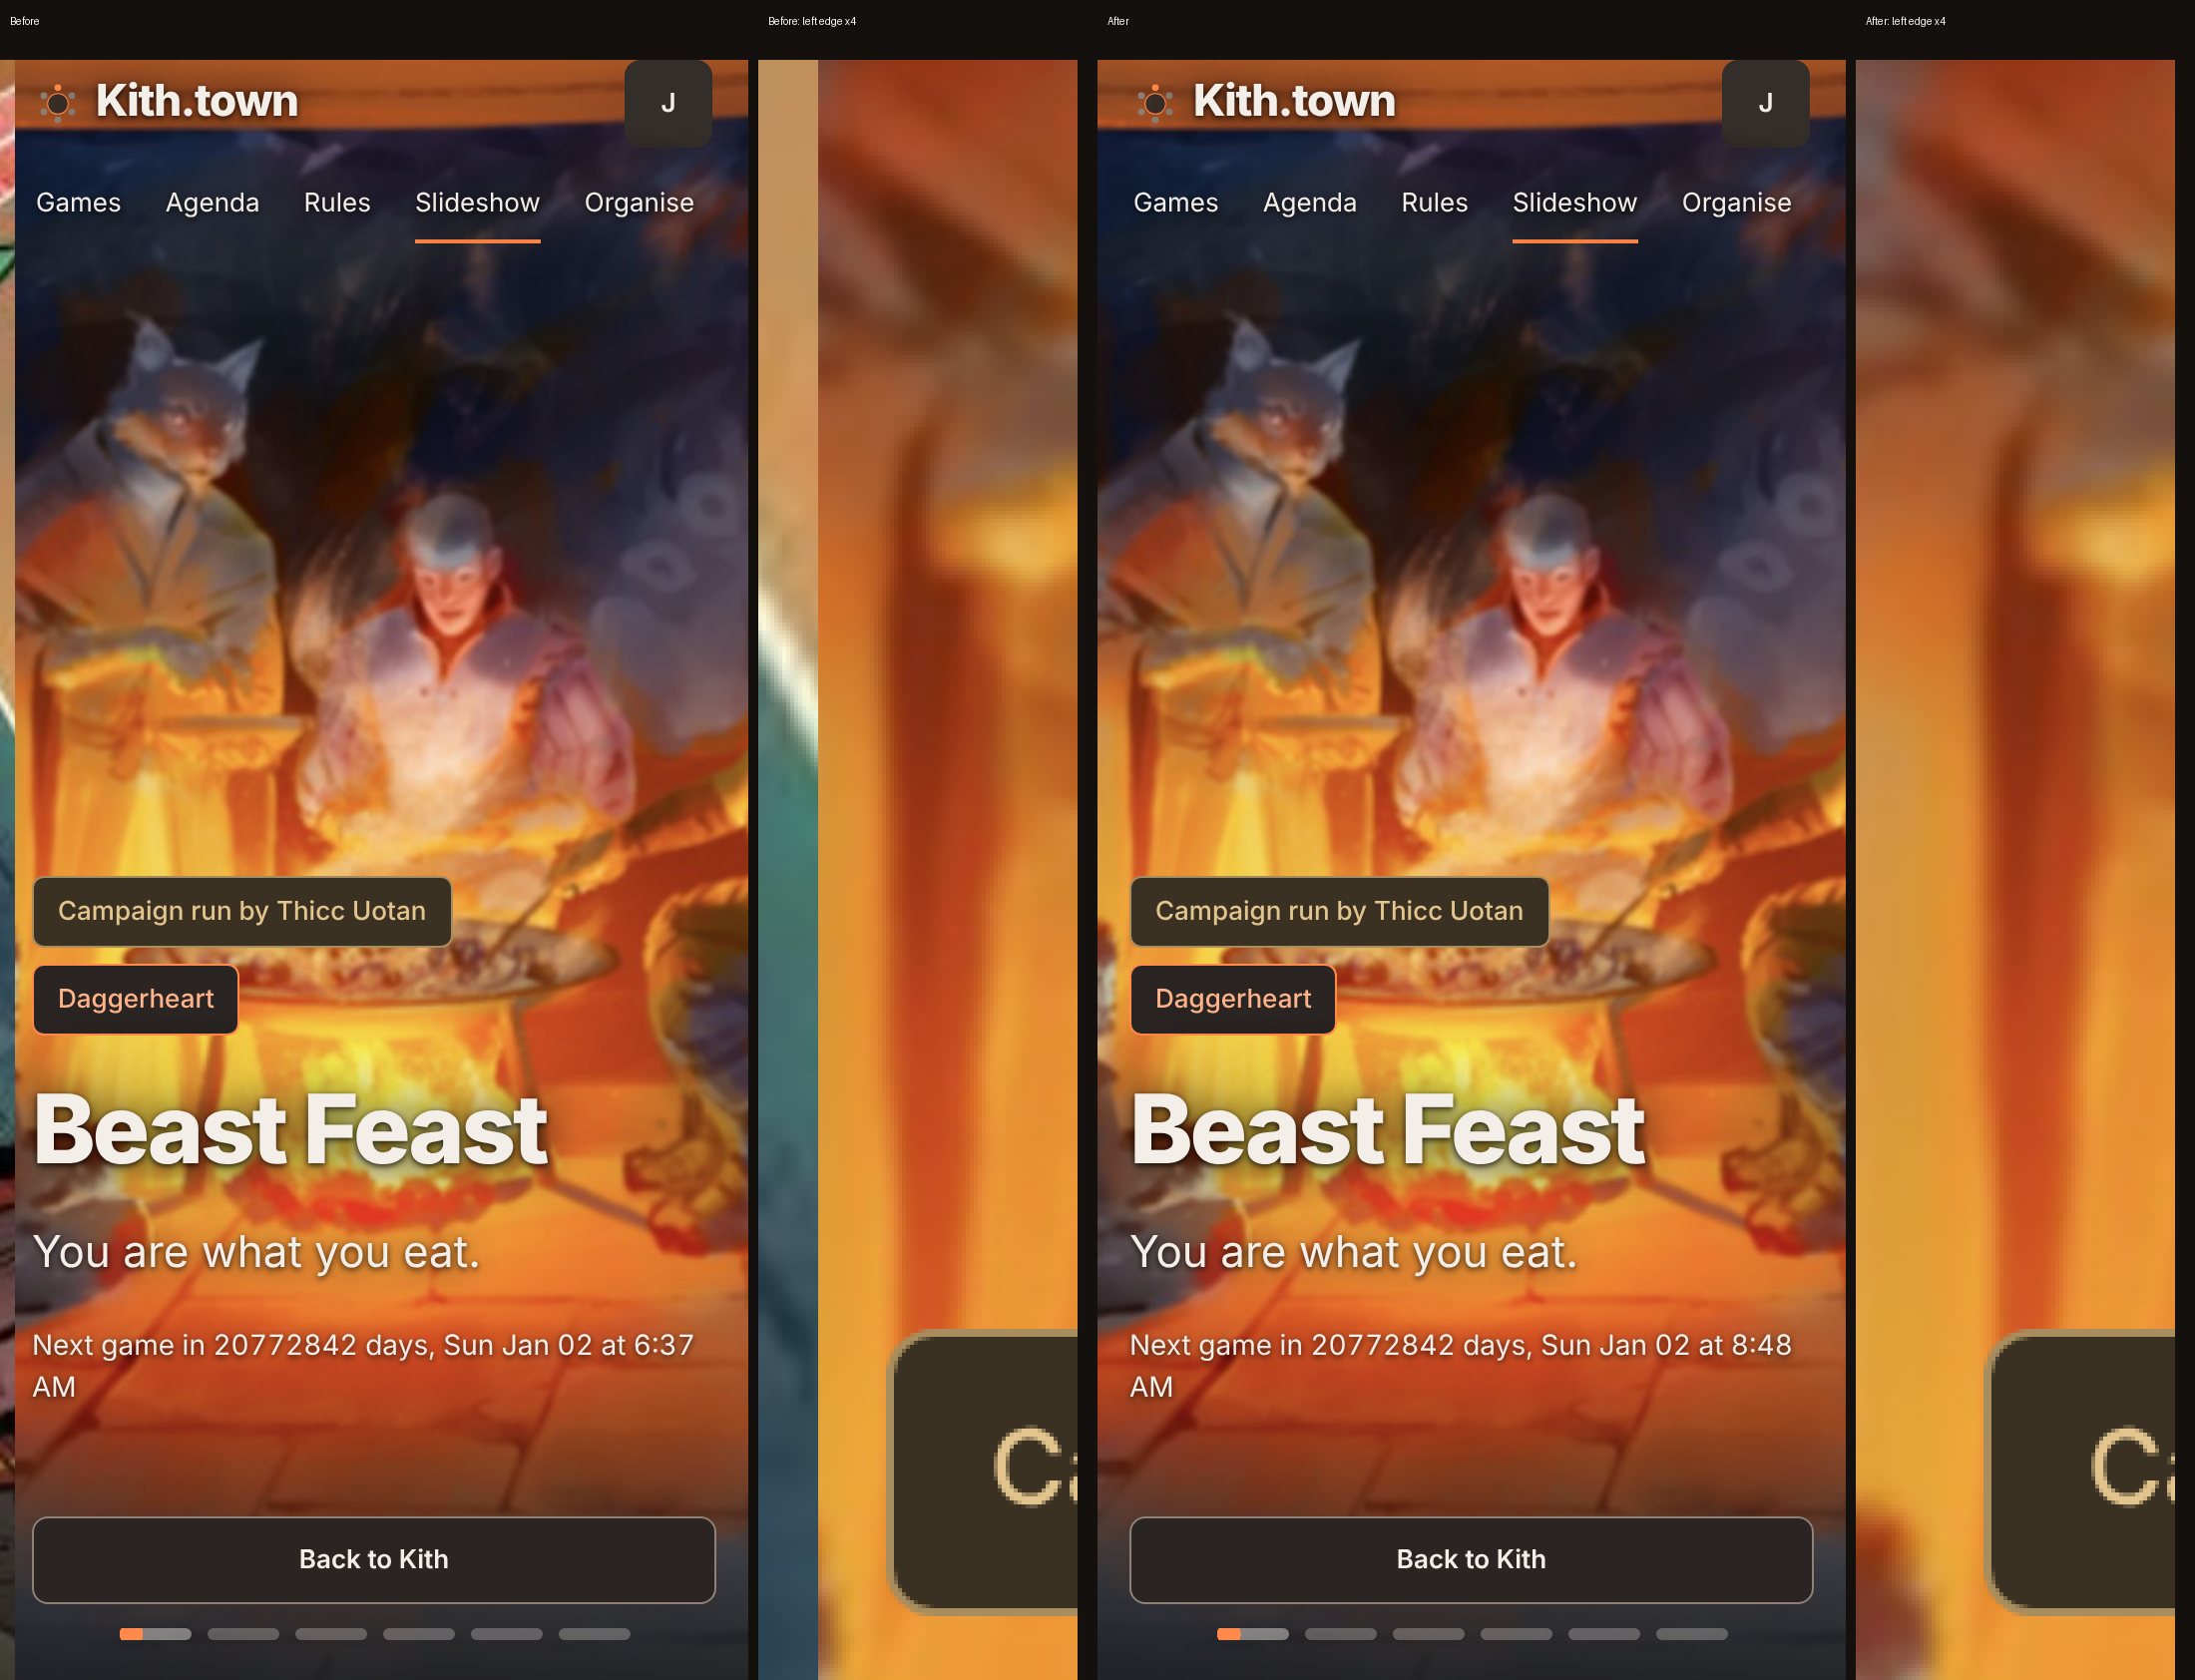 Before
Kith.town
J
Games Agenda Rules Slideshow Organise
Campaign run by Thicc Uotan
Daggerheart
Beast Feast
You are what you eat.
Next game in 20772842 days, Sun Jan 02 at 6:37
AM
Back to Kith
Before: left edge x4
Ca
After
Kith.town
J
Games Agenda Rules Slideshow Organise
Campaign run by Thicc Uotan
Daggerheart
Beast Feast
You are what you eat.
Next game in 20772842 days, Sun Jan 02 at 8:48
AM
Back to Kith
After: left edge x4
Ca